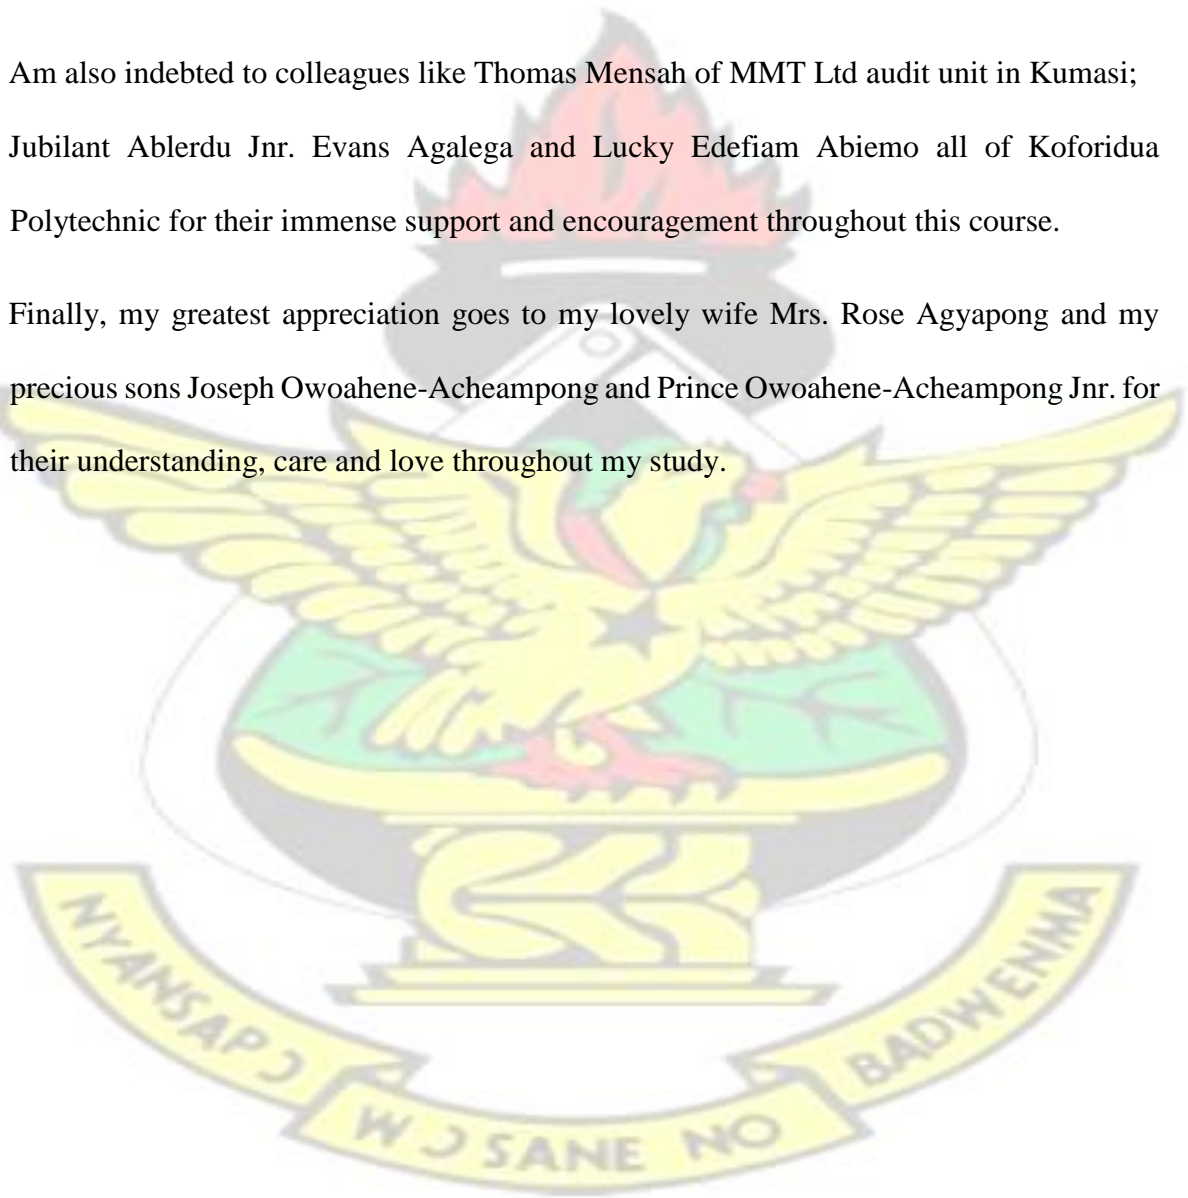 Am also indebted to colleagues like Thomas Mensah of MMT Ltd audit unit in Kumasi;
Jubilant Ablerdu Jnr. Evans Agalega and Lucky Edefiam Abiemo all of Koforidua
Polytechnic for their immense support and encouragement throughout this course.
Finally, my greatest appreciation goes to my lovely wife Mrs. Rose Agyapong and my
precious sons Joseph Owoahene-Acheampong and Prince Owoahene-Acheampong Jnr. for
their understanding, care and love throughout my study.
NYANSAPƆ WƆSANE NO BADWENMA